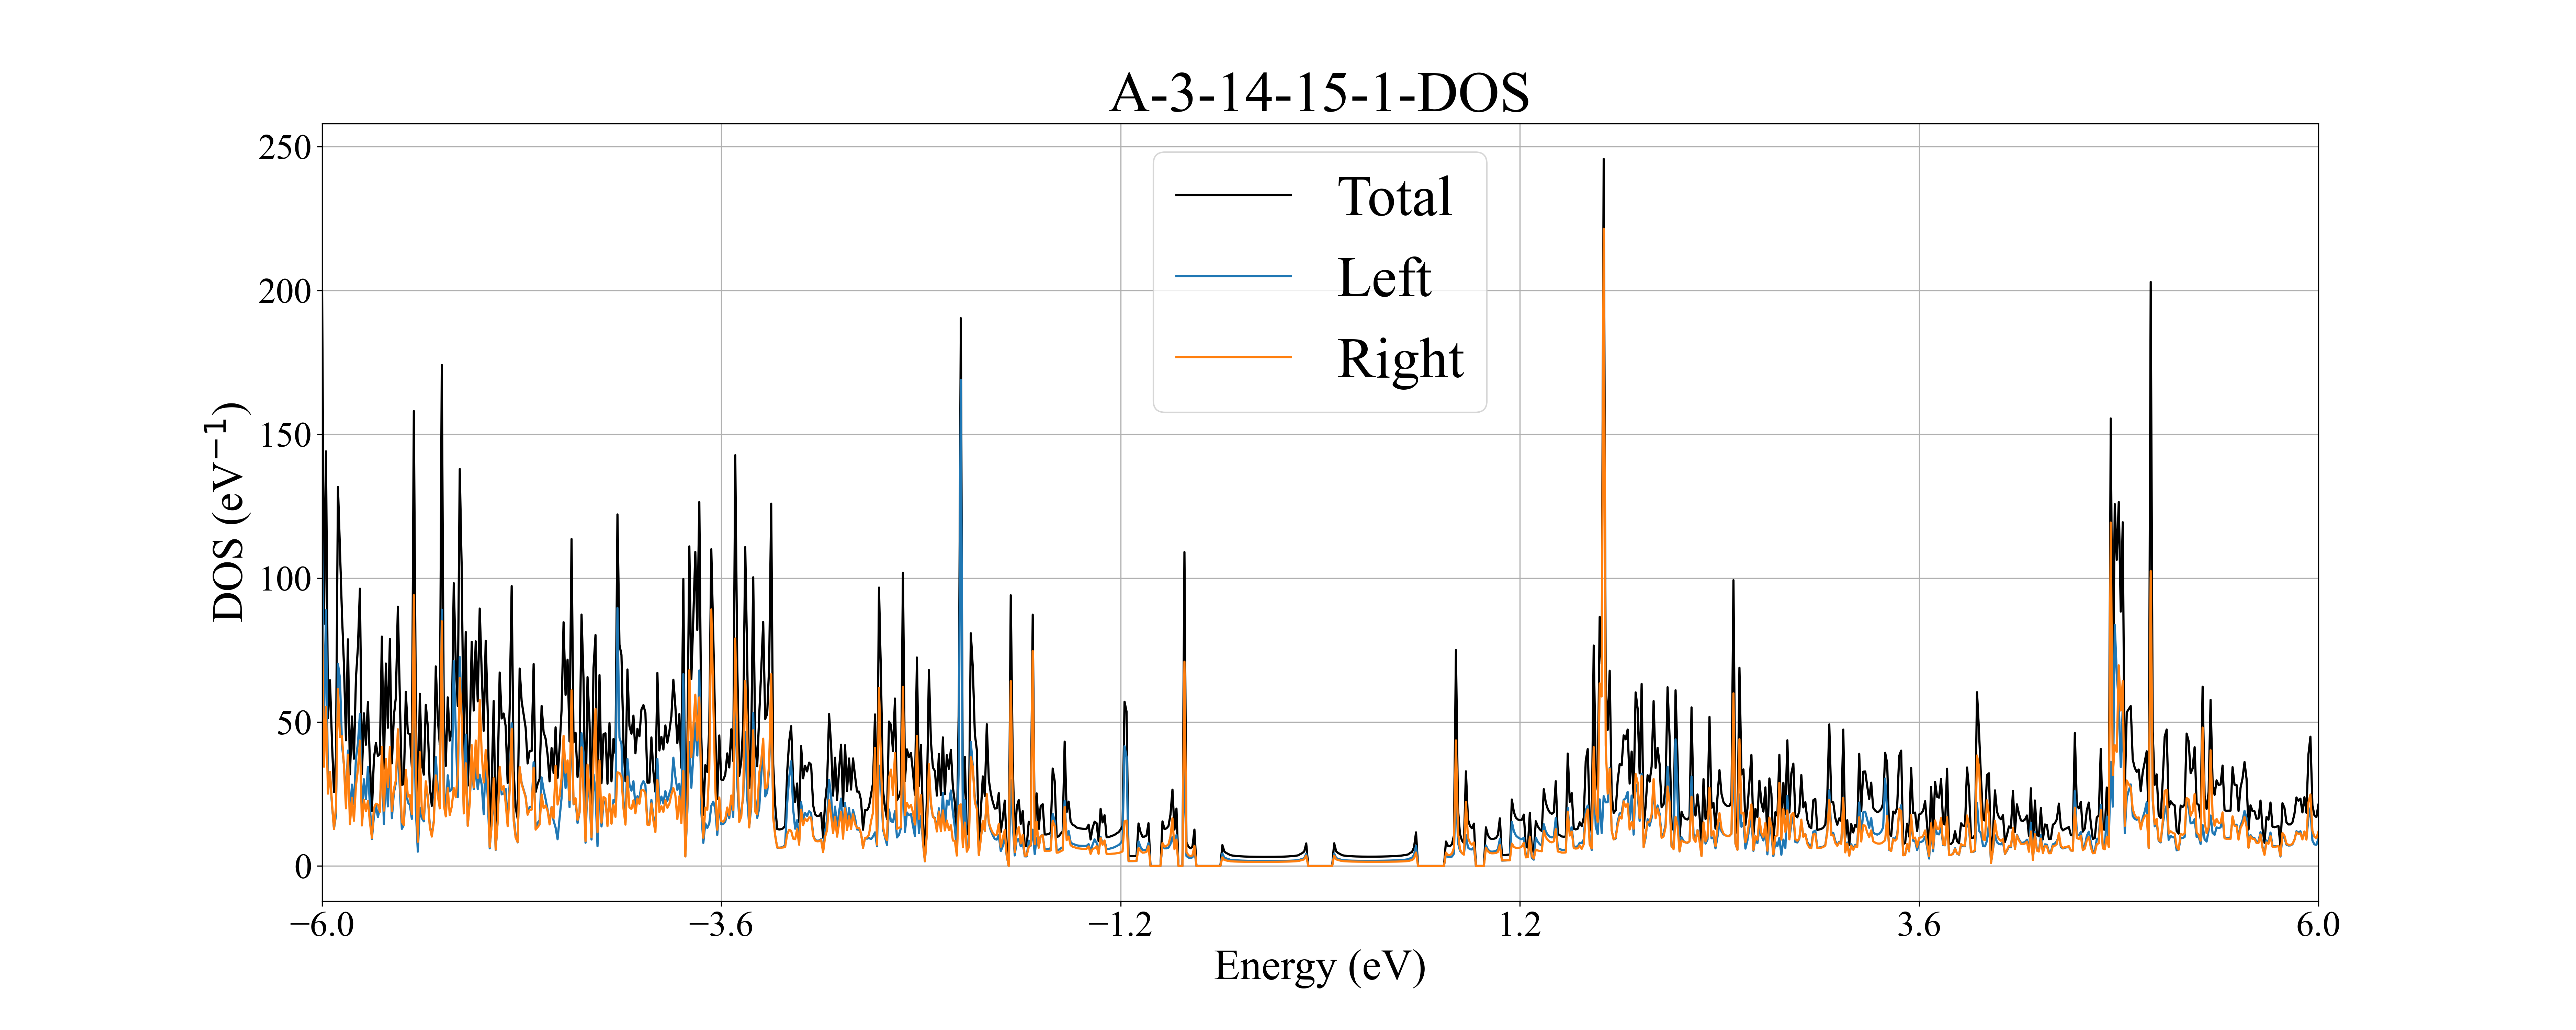 A-3-14-15-1-DOS
250
200
150
100
50
0
DOS (eV⁻¹)
Total
Left
Right
−6.0 −3.6 −1.2 1.2 3.6 6.0
Energy (eV)